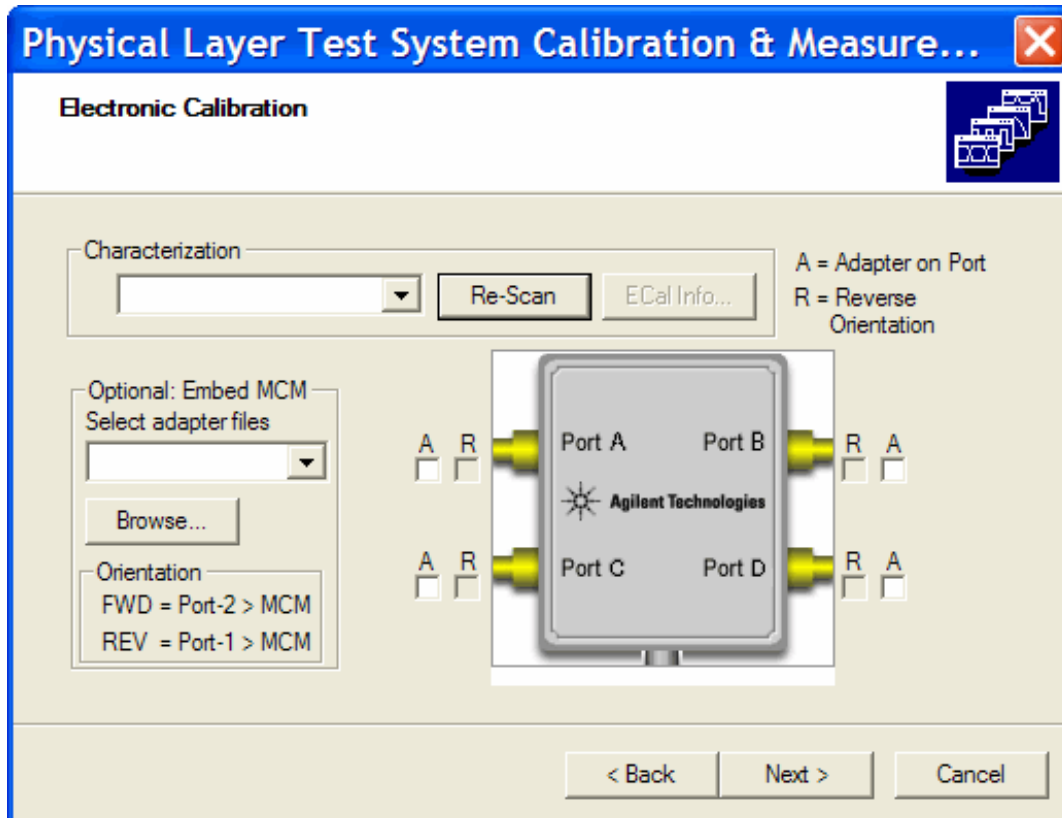 Physical Layer Test System Calibration & Measure...
Electronic Calibration
Characterization
Re-Scan
ECal Info...
A = Adapter on Port
R = Reverse
Orientation
Optional: Embed MCM
Select adapter files
Browse...
Orientation
FWD = Port-2 > MCM
REV = Port-1 > MCM
A R
Port A
Port B
R A
Agilent Technologies
A R
Port C
Port D
R A
< Back
Next >
Cancel